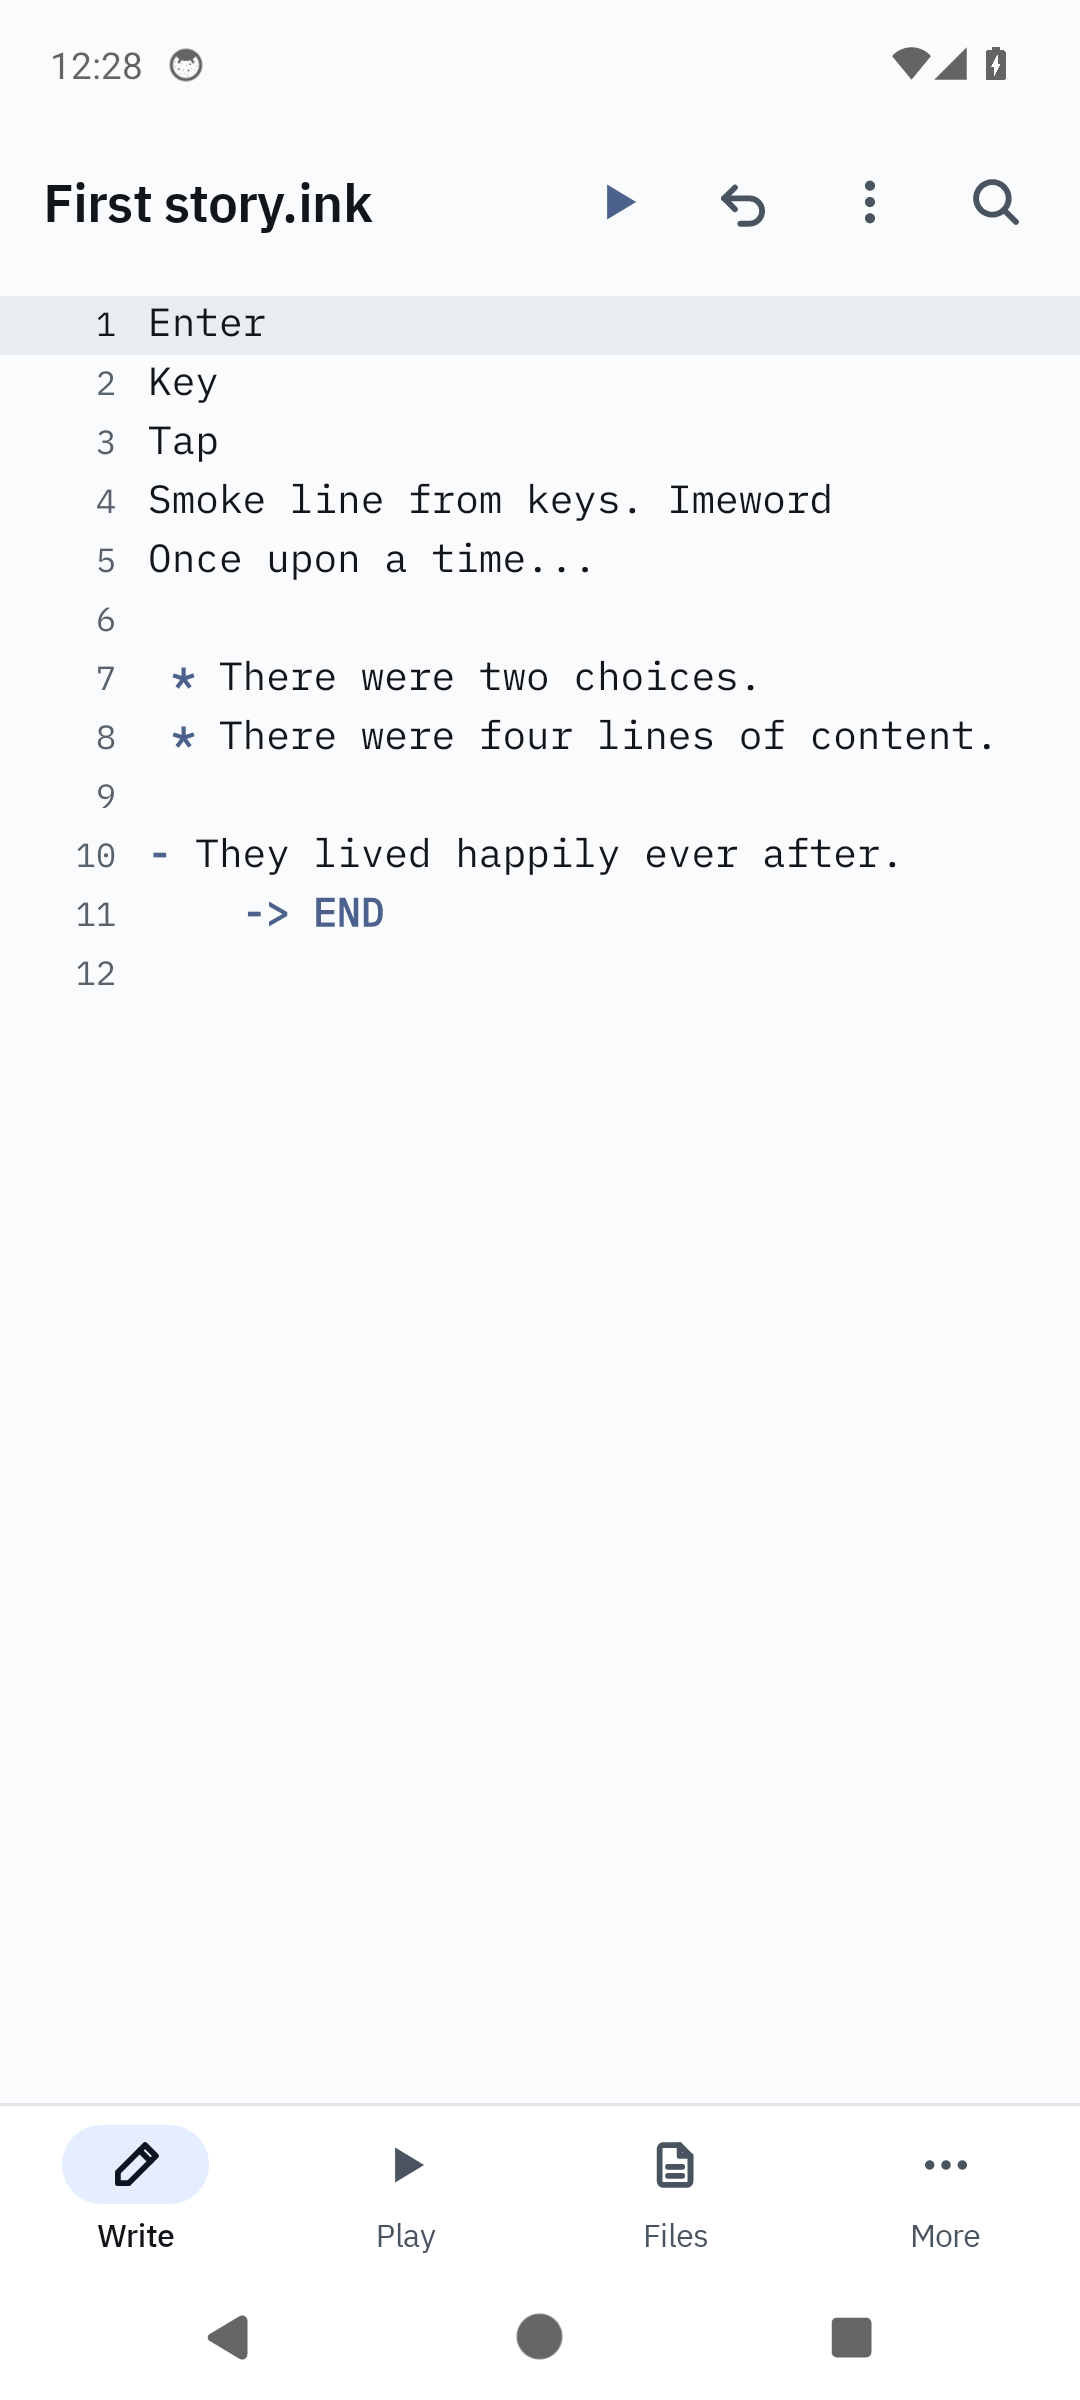 12:28
First story.ink
1 Enter
2 Key
3 Tap
4 Smoke line from keys. Imeword
5 Once upon a time...
6
7 * There were two choices.
8 * There were four lines of content.
9
10 - They lived happily ever after.
11 -> END
12
Write Play Files More